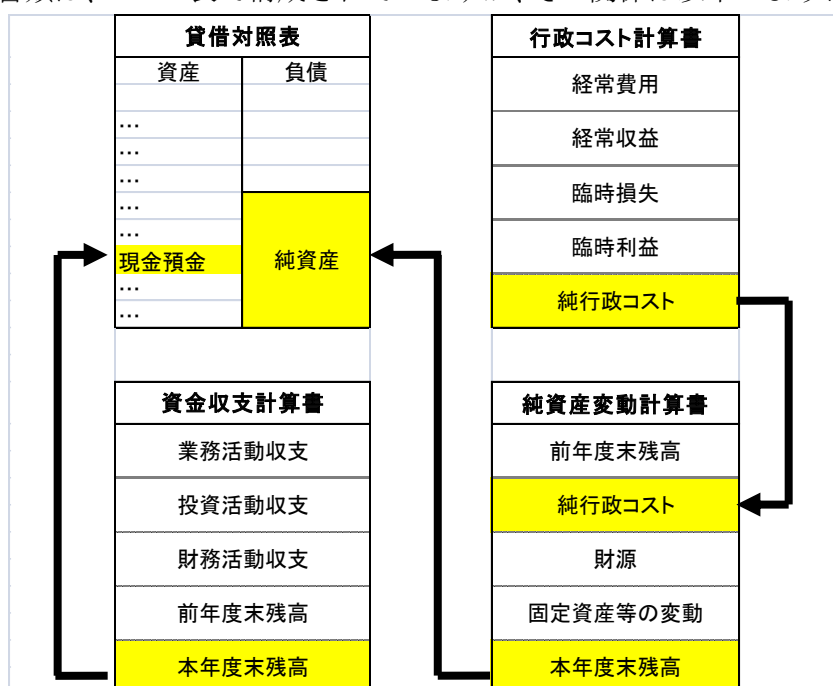 貸借対照表
資産 負債
…
…
…
…
…
現金預金
…
…
純資産
行政コスト計算書
経常費用
経常収益
臨時損失
臨時利益
純行政コスト
資金収支計算書
業務活動収支
投資活動収支
財務活動収支
前年度末残高
本年度末残高
純資産変動計算書
前年度末残高
純行政コスト
財源
固定資産等の変動
本年度末残高